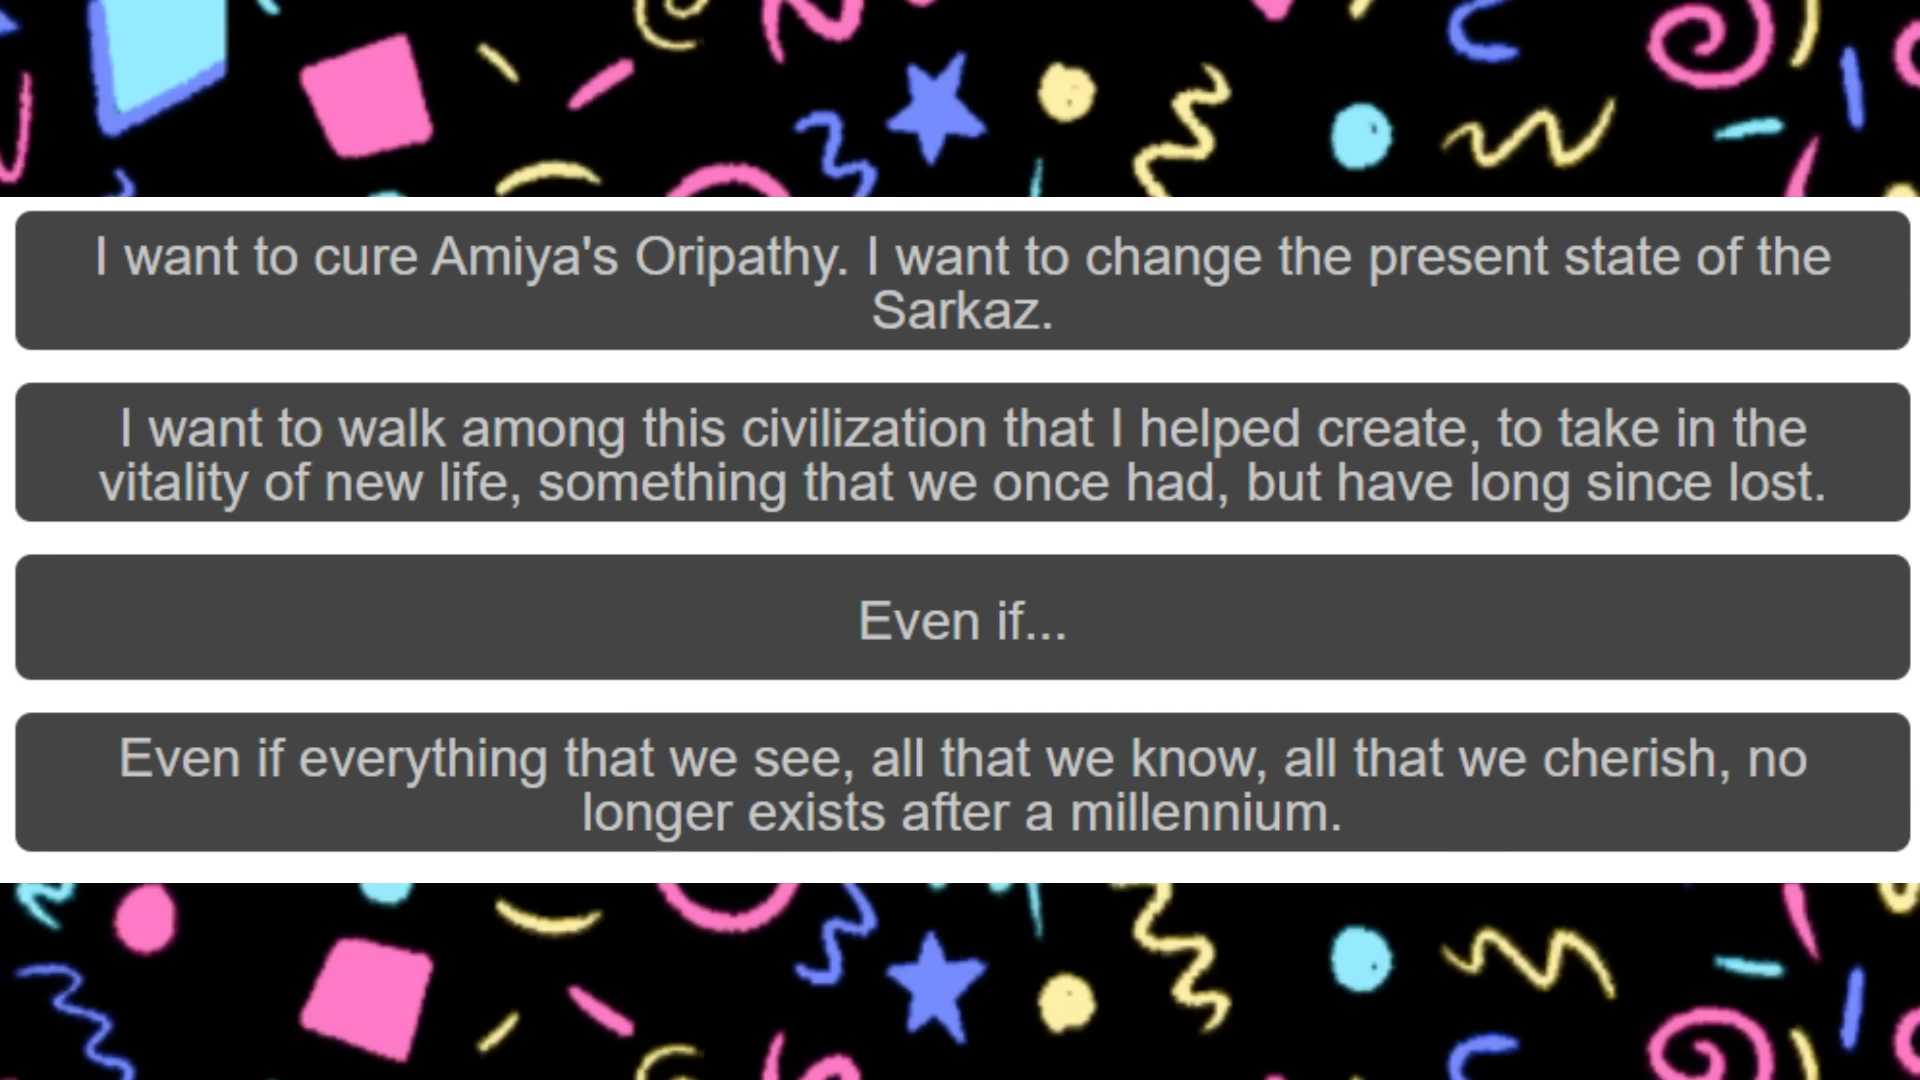 I want to cure Amiya's Oripathy. I want to change the present state of the
Sarkaz.
I want to walk among this civilization that I helped create, to take in the
vitality of new life, something that we once had, but have long since lost.
Even if...
Even if everything that we see, all that we know, all that we cherish, no
longer exists after a millennium.